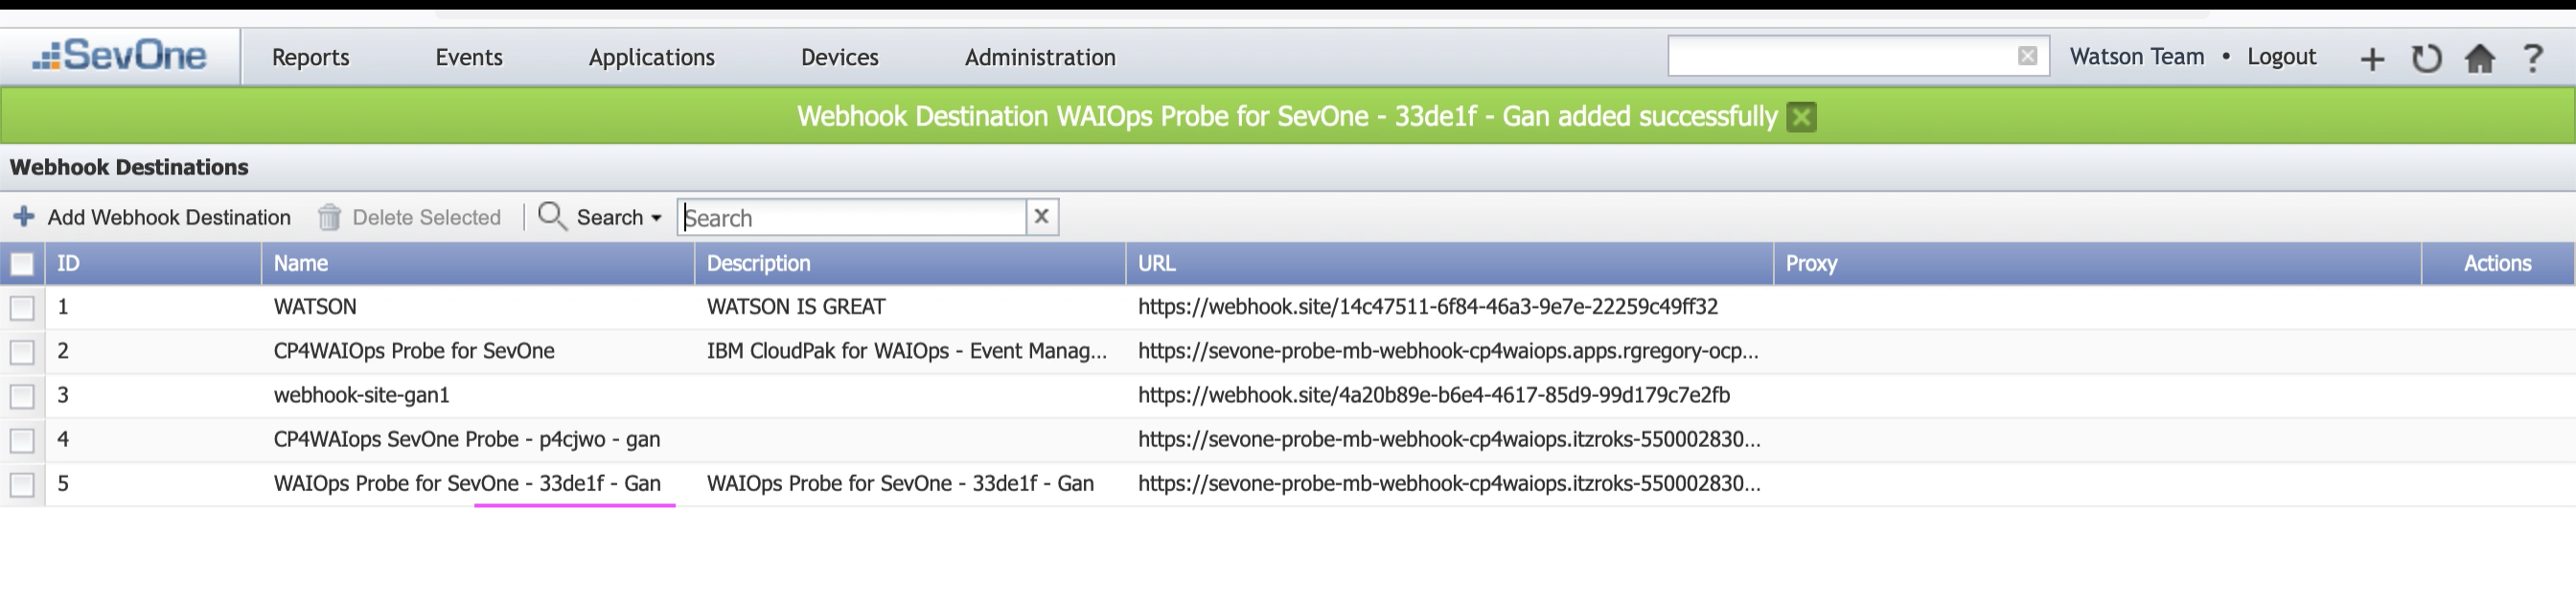 SevOne Reports Events Applications Devices Administration Watson Team • Logout + ?
Webhook Destination WAIOps Probe for SevOne - 33de1f - Gan added successfully
Webhook Destinations
Add Webhook Destination Delete Selected Search Search x
ID Name Description URL Proxy Actions
1 WATSON WATSON IS GREAT https://webhook.site/14c47511-6f84-46a3-9e7e-22259c49ff32
2 CP4WAIOps Probe for SevOne IBM CloudPak for WAIOps - Event Manag... https://sevone-probe-mb-webhook-cp4waiops.apps.rgregory-ocp...
3 webhook-site-gan1 https://webhook.site/4a20b89e-b6e4-4617-85d9-99d179c7e2fb
4 CP4WAIops SevOne Probe - p4cjwo - gan https://sevone-probe-mb-webhook-cp4waiops.itzroks-550002830...
5 WAIOps Probe for SevOne - 33de1f - Gan WAIOps Probe for SevOne - 33de1f - Gan https://sevone-probe-mb-webhook-cp4waiops.itzroks-550002830...